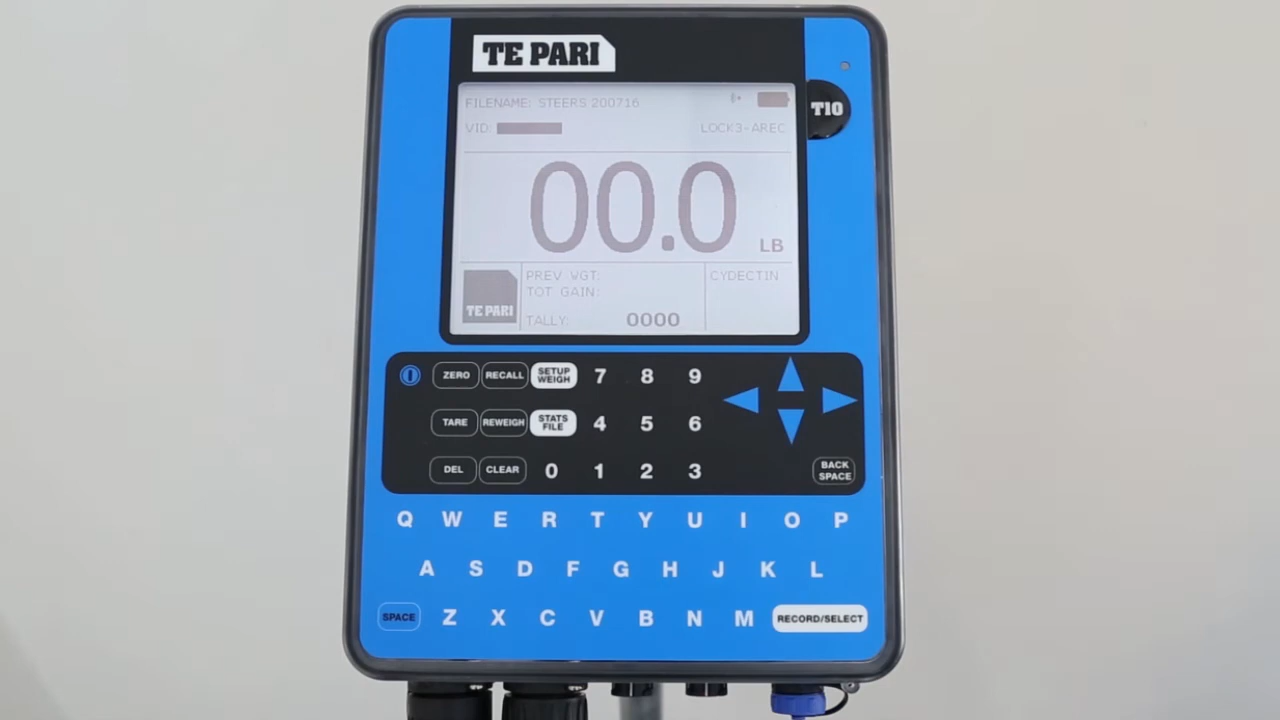 TE PARI
T10
FILENAME: STEERS 200716
VID:
LOCK3-AREC
00.0 LB
TE PARI
PREV WGT:
TOT GAIN:
TALLY: 0000
CYDECTIN
ZERO RECALL SETUP WEIGH 7 8 9
TARE REWEIGH STATS FILE 4 5 6
DEL CLEAR 0 1 2 3 BACK SPACE
Q W E R T Y U I O P
A S D F G H J K L
SPACE Z X C V B N M RECORD/SELECT